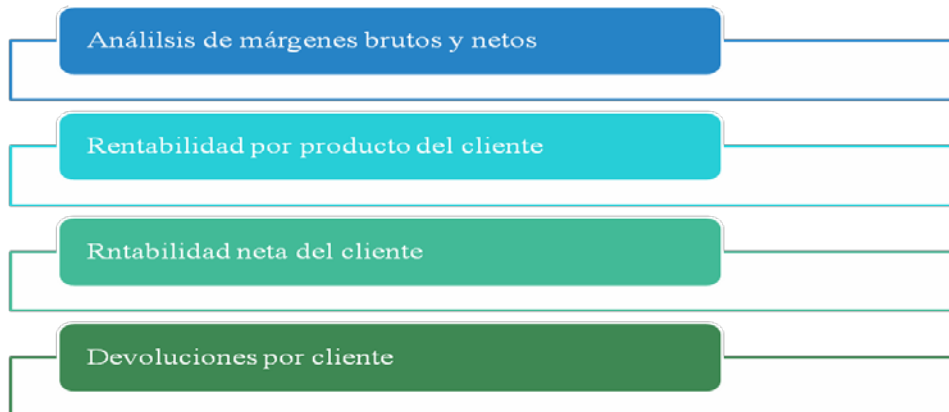 Análilsis de márgenes brutos y netos
Rentabilidad por producto del cliente
Rntabilidad neta del cliente
Devoluciones por cliente